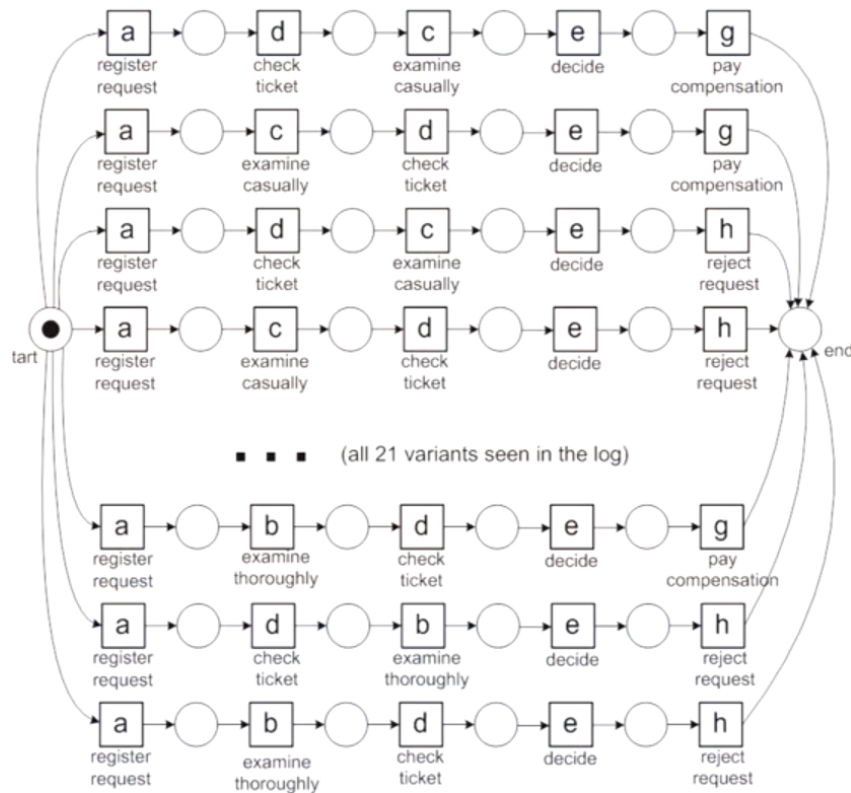 a d c e g
register check examine decide pay
request ticket casually compensation
a c d e g
register examine check decide pay
request casually ticket compensation
a d c e h
register check examine decide reject
request ticket casually request
a c d e h
tart register examine check decide reject end
request casually ticket request
(all 21 variants seen in the log)
a b d e g
register examine check decide pay
request thoroughly ticket compensation
a d b e h
register check examine decide reject
request ticket thoroughly request
a b d e h
register examine check decide reject
request thoroughly ticket request